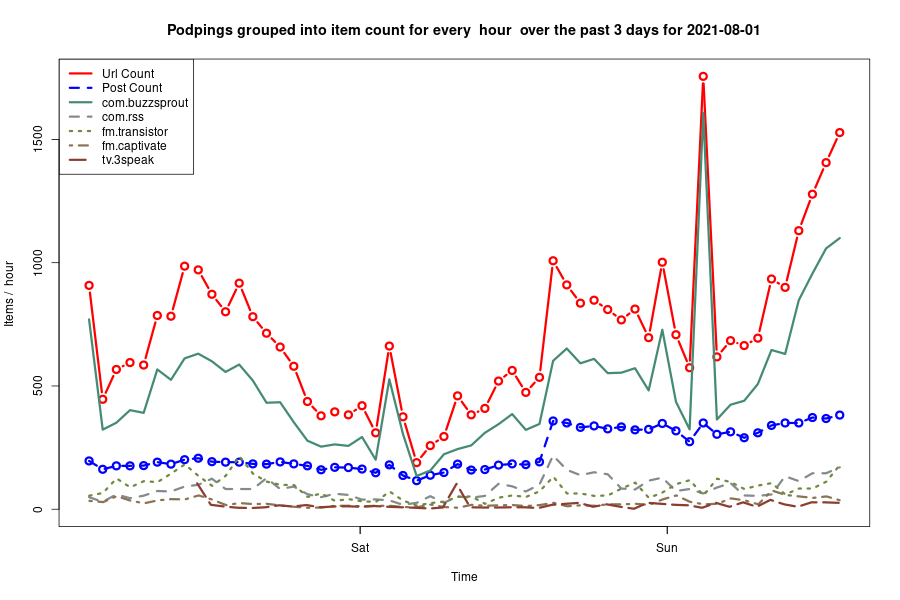 Podpings grouped into item count for every  hour  over the past 3 days for 2021-08-01
Url Count
Post Count
com.buzzsprout
com.rss
fm.transistor
fm.captivate
tv.3speak
Items /  hour
1500
1000
500
0
Sat
Sun
Time